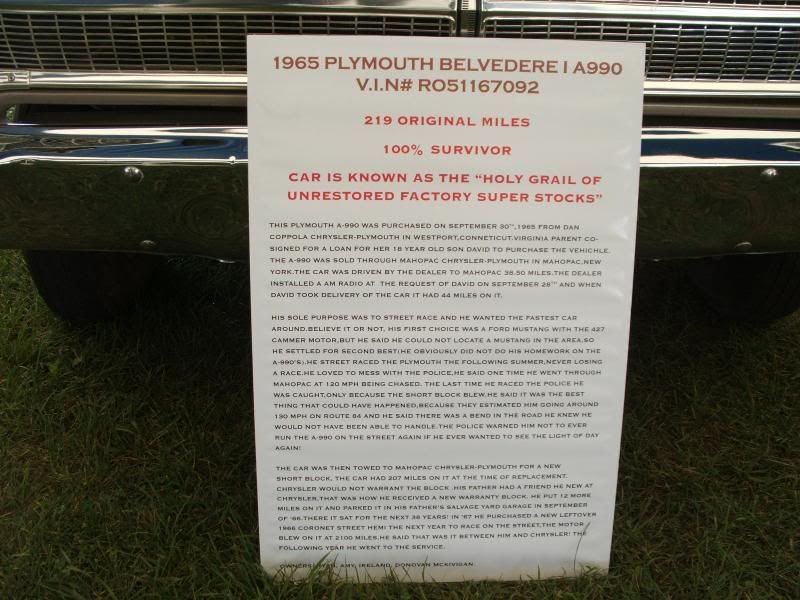 1965 PLYMOUTH BELVEDERE I A990
V.I.N# RO51167092
219 ORIGINAL MILES
100% SURVIVOR
CAR IS KNOWN AS THE “HOLY GRAIL OF
UNRESTORED FACTORY SUPER STOCKS”
THIS PLYMOUTH A-990 WAS PURCHASED ON SEPTEMBER 30TH,1965 FROM DAN
COPPOLA CHRYSLER-PLYMOUTH IN WESTPORT,CONNETICUT.VIRGINIA PARENT CO-
SIGNED FOR A LOAN FOR HER 18 YEAR OLD SON DAVID TO PURCHASE THE VEHICHLE.
THE A-990 WAS SOLD THROUGH MAHOPAC CHRYSLER-PLYMOUTH IN MAHOPAC,NEW
YORK.THE CAR WAS DRIVEN BY THE DEALER TO MAHOPAC 38.50 MILES.THE DEALER
INSTALLED A AM RADIO AT THE REQUEST OF DAVID ON SEPTEMBER 28TH AND WHEN
DAVID TOOK DELIVERY OF THE CAR IT HAD 44 MILES ON IT.
HIS SOLE PURPOSE WAS TO STREET RACE AND HE WANTED THE FASTEST CAR
AROUND.BELIEVE IT OR NOT, HIS FIRST CHOICE WAS A FORD MUSTANG WITH THE 427
CAMMER MOTOR,BUT HE SAID HE COULD NOT LOCATE A MUSTANG IN THE AREA,SO
HE SETTLED FOR SECOND BEST(HE OBVIOUSLY DID NOT DO HIS HOMEWORK ON THE
A-990'S).HE STREET RACED THE PLYMOUTH THE FOLLOWING SUMMER,NEVER LOSING
A RACE.HE LOVED TO MESS WITH THE POLICE,HE SAID ONE TIME HE WENT THROUGH
MAHOPAC AT 120 MPH BEING CHASED. THE LAST TIME HE RACED THE POLICE HE
WAS CAUGHT,ONLY BECAUSE THE SHORT BLOCK BLEW.HE SAID IT WAS THE BEST
THING THAT COULD HAVE HAPPENED,BECAUSE THEY ESTIMATED HIM GOING AROUND
130 MPH ON ROUTE 84 AND HE SAID THERE WAS A BEND IN THE ROAD HE KNEW HE
WOULD NOT HAVE BEEN ABLE TO HANDLE.THE POLICE WARNED HIM NOT TO EVER
RUN THE A-990 ON THE STREET AGAIN IF HE EVER WANTED TO SEE THE LIGHT OF DAY
AGAIN!
THE CAR WAS THEN TOWED TO MAHOPAC CHRYSLER-PLYMOUTH FOR A NEW
SHORT BLOCK, THE CAR HAD 207 MILES ON IT AT THE TIME OF REPLACEMENT.
CHRYSLER WOULD NOT WARRANT THE BLOCK .HIS FATHER HAD A FRIEND HE NEW AT
CHRYSLER,THAT WAS HOW HE RECEIVED A NEW WARRANTY BLOCK. HE PUT 12 MORE
MILES ON IT AND PARKED IT IN HIS FATHER'S SALVAGE YARD GARAGE IN SEPTEMBER
OF '66.THERE IT SAT FOR THE NEXT 38 YEARS! IN '67 HE PURCHASED A NEW LEFTOVER
1966 CORONET STREET HEMI THE NEXT YEAR TO RACE ON THE STREET,THE MOTOR
BLEW ON IT AT 2100 MILES.HE SAID THAT WAS IT BETWEEN HIM AND CHRYSLER! THE
FOLLOWING YEAR HE WENT TO THE SERVICE.
AMY, IRELAND, DONOVAN MCKIVIGAN